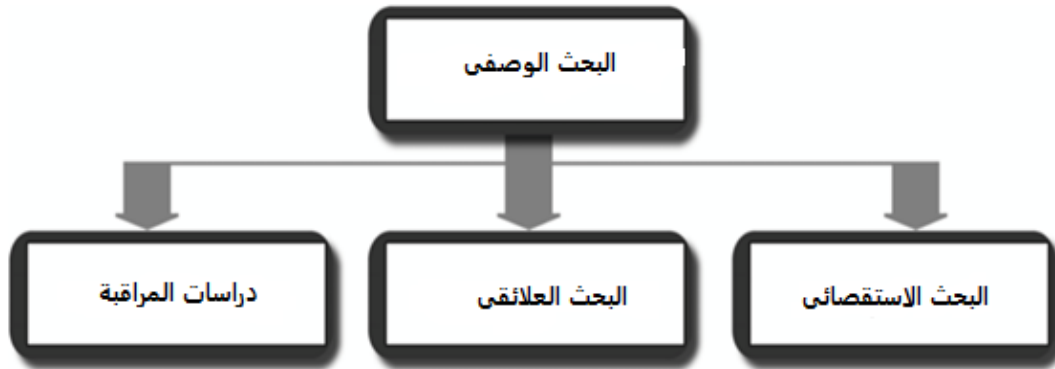 البحث الوصفى
البحث الاستقصائى
البحث العلائقى
دراسات المراقبة